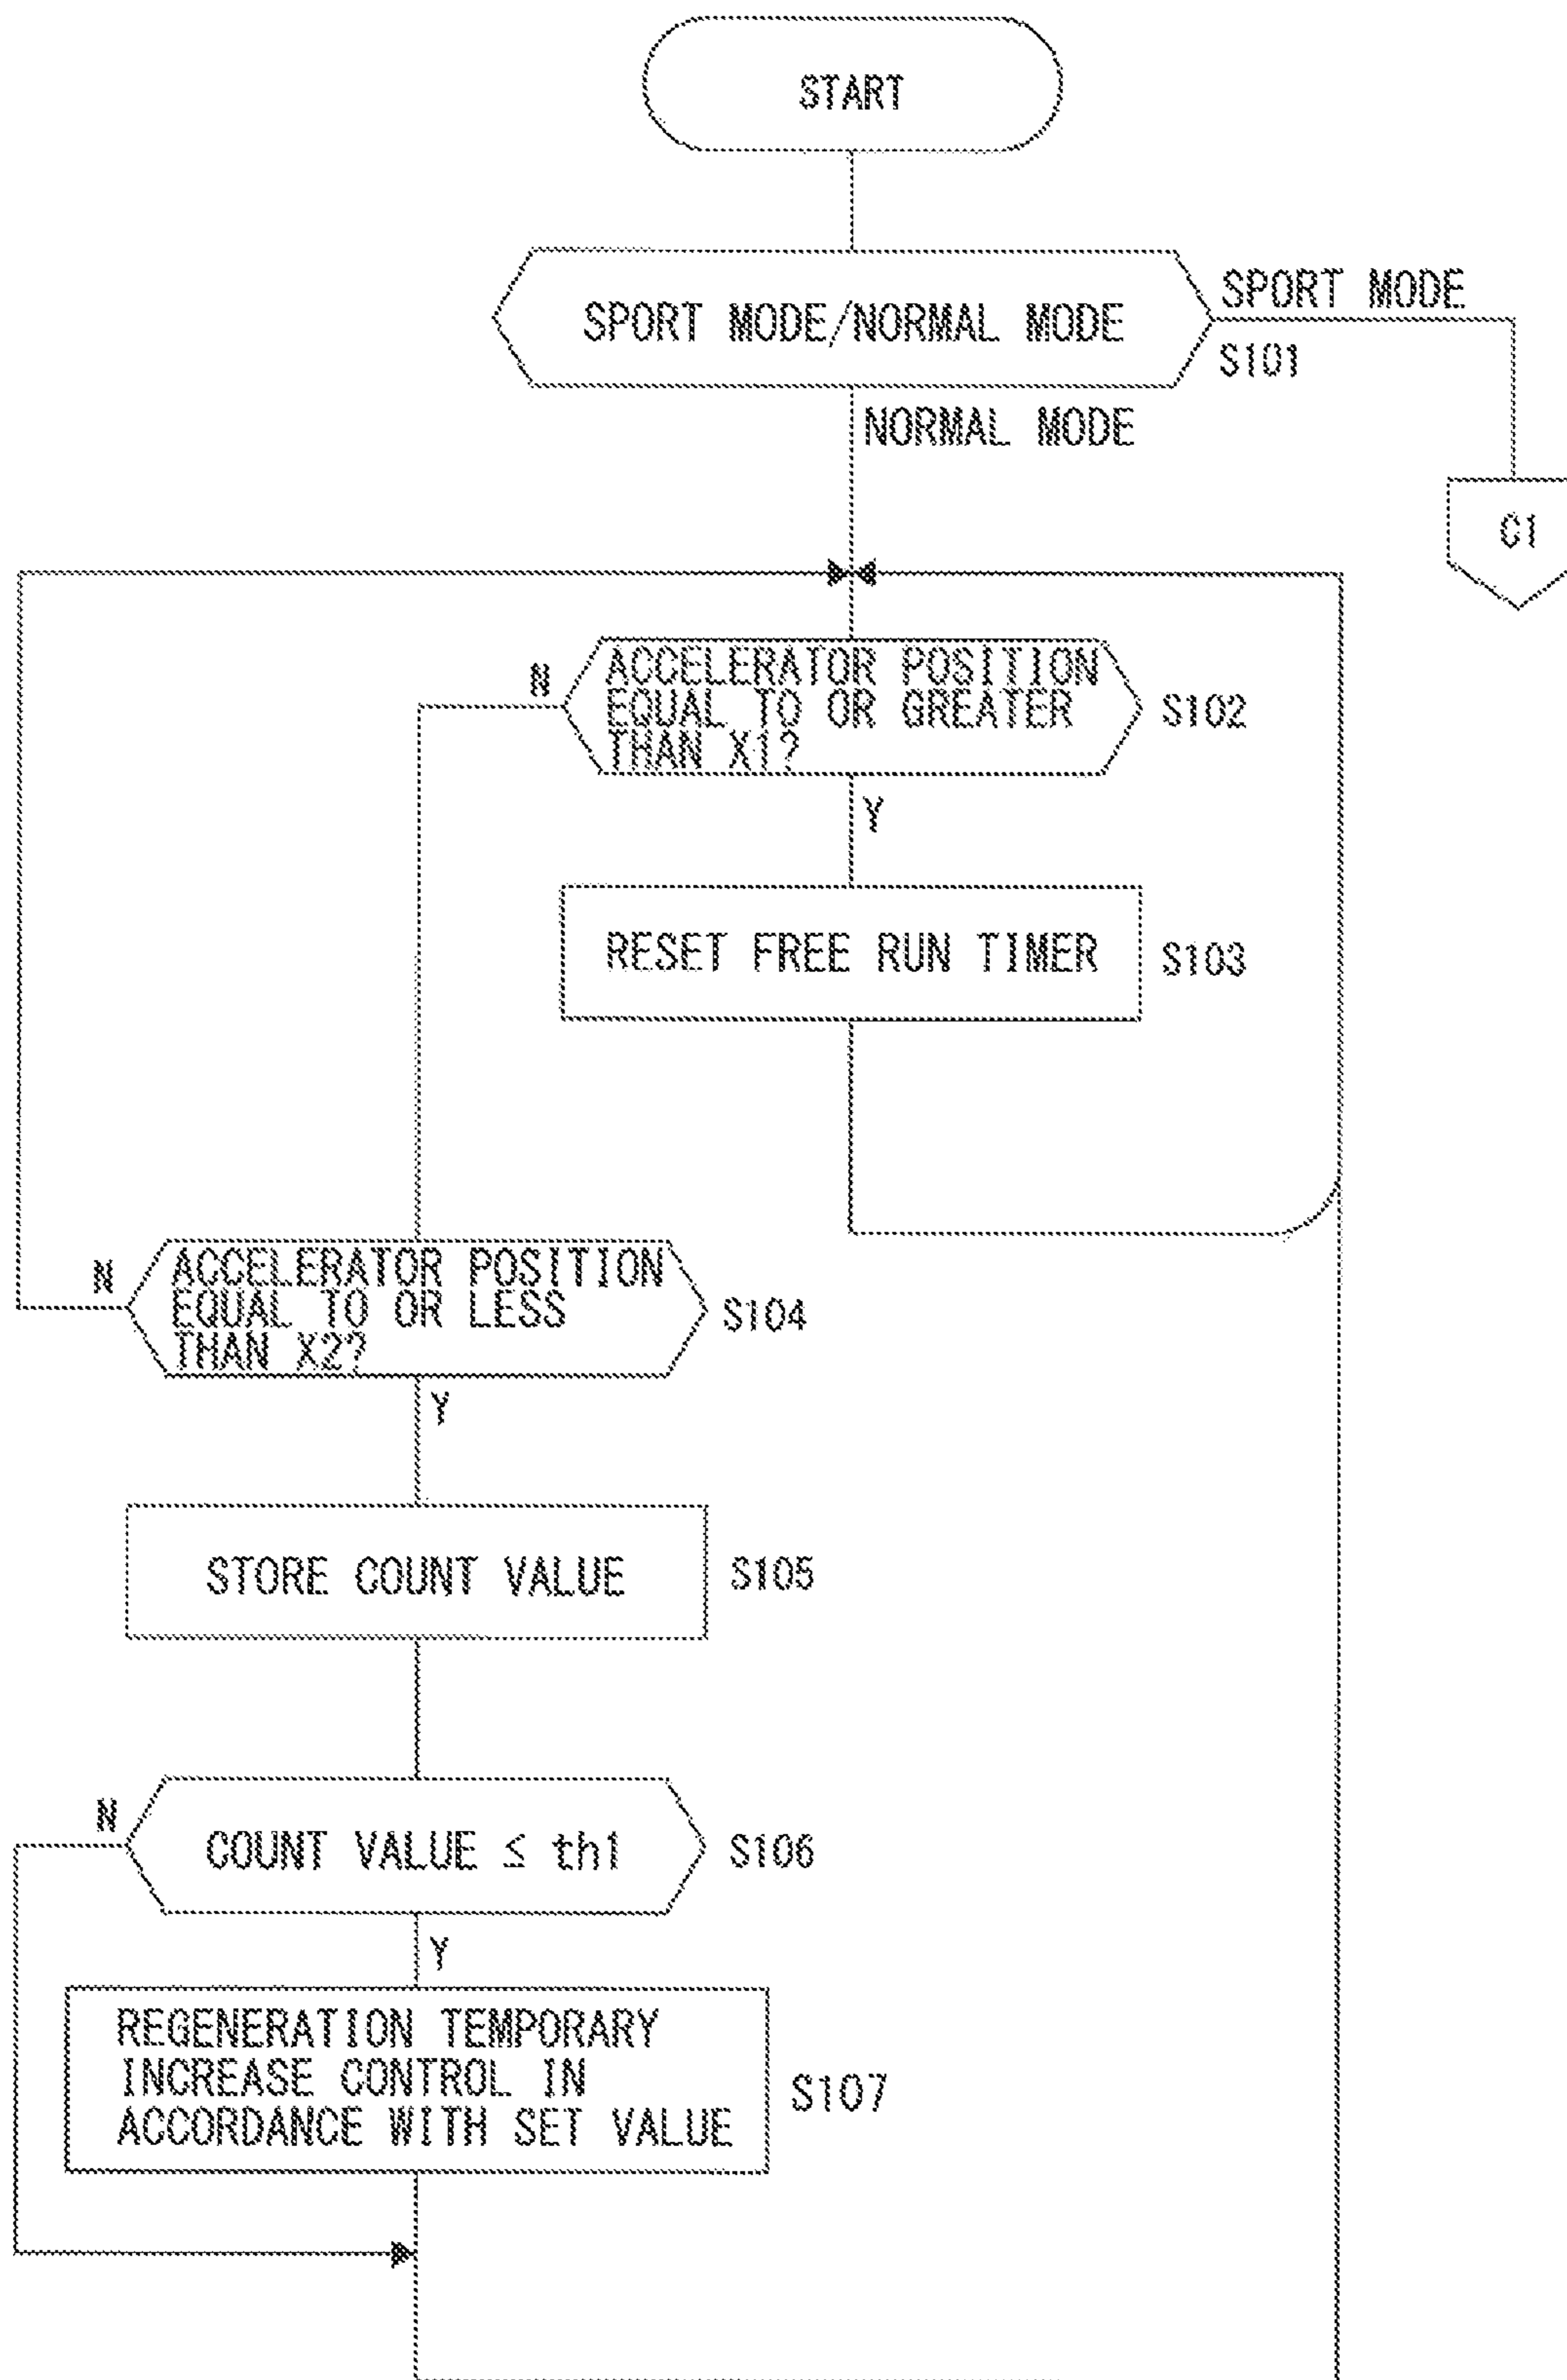 START
SPORT MODE/NORMAL MODE
SPORT MODE
S101
NORMAL MODE
C1
N
ACCELERATOR POSITION
EQUAL TO OR GREATER
THAN X1?
S102
Y
RESET FREE RUN TIMER
S103
N
ACCELERATOR POSITION
EQUAL TO OR LESS
THAN X2?
S104
Y
STORE COUNT VALUE
S105
N
COUNT VALUE ≤ th1
S106
Y
REGENERATION TEMPORARY
INCREASE CONTROL IN
ACCORDANCE WITH SET VALUE
S107